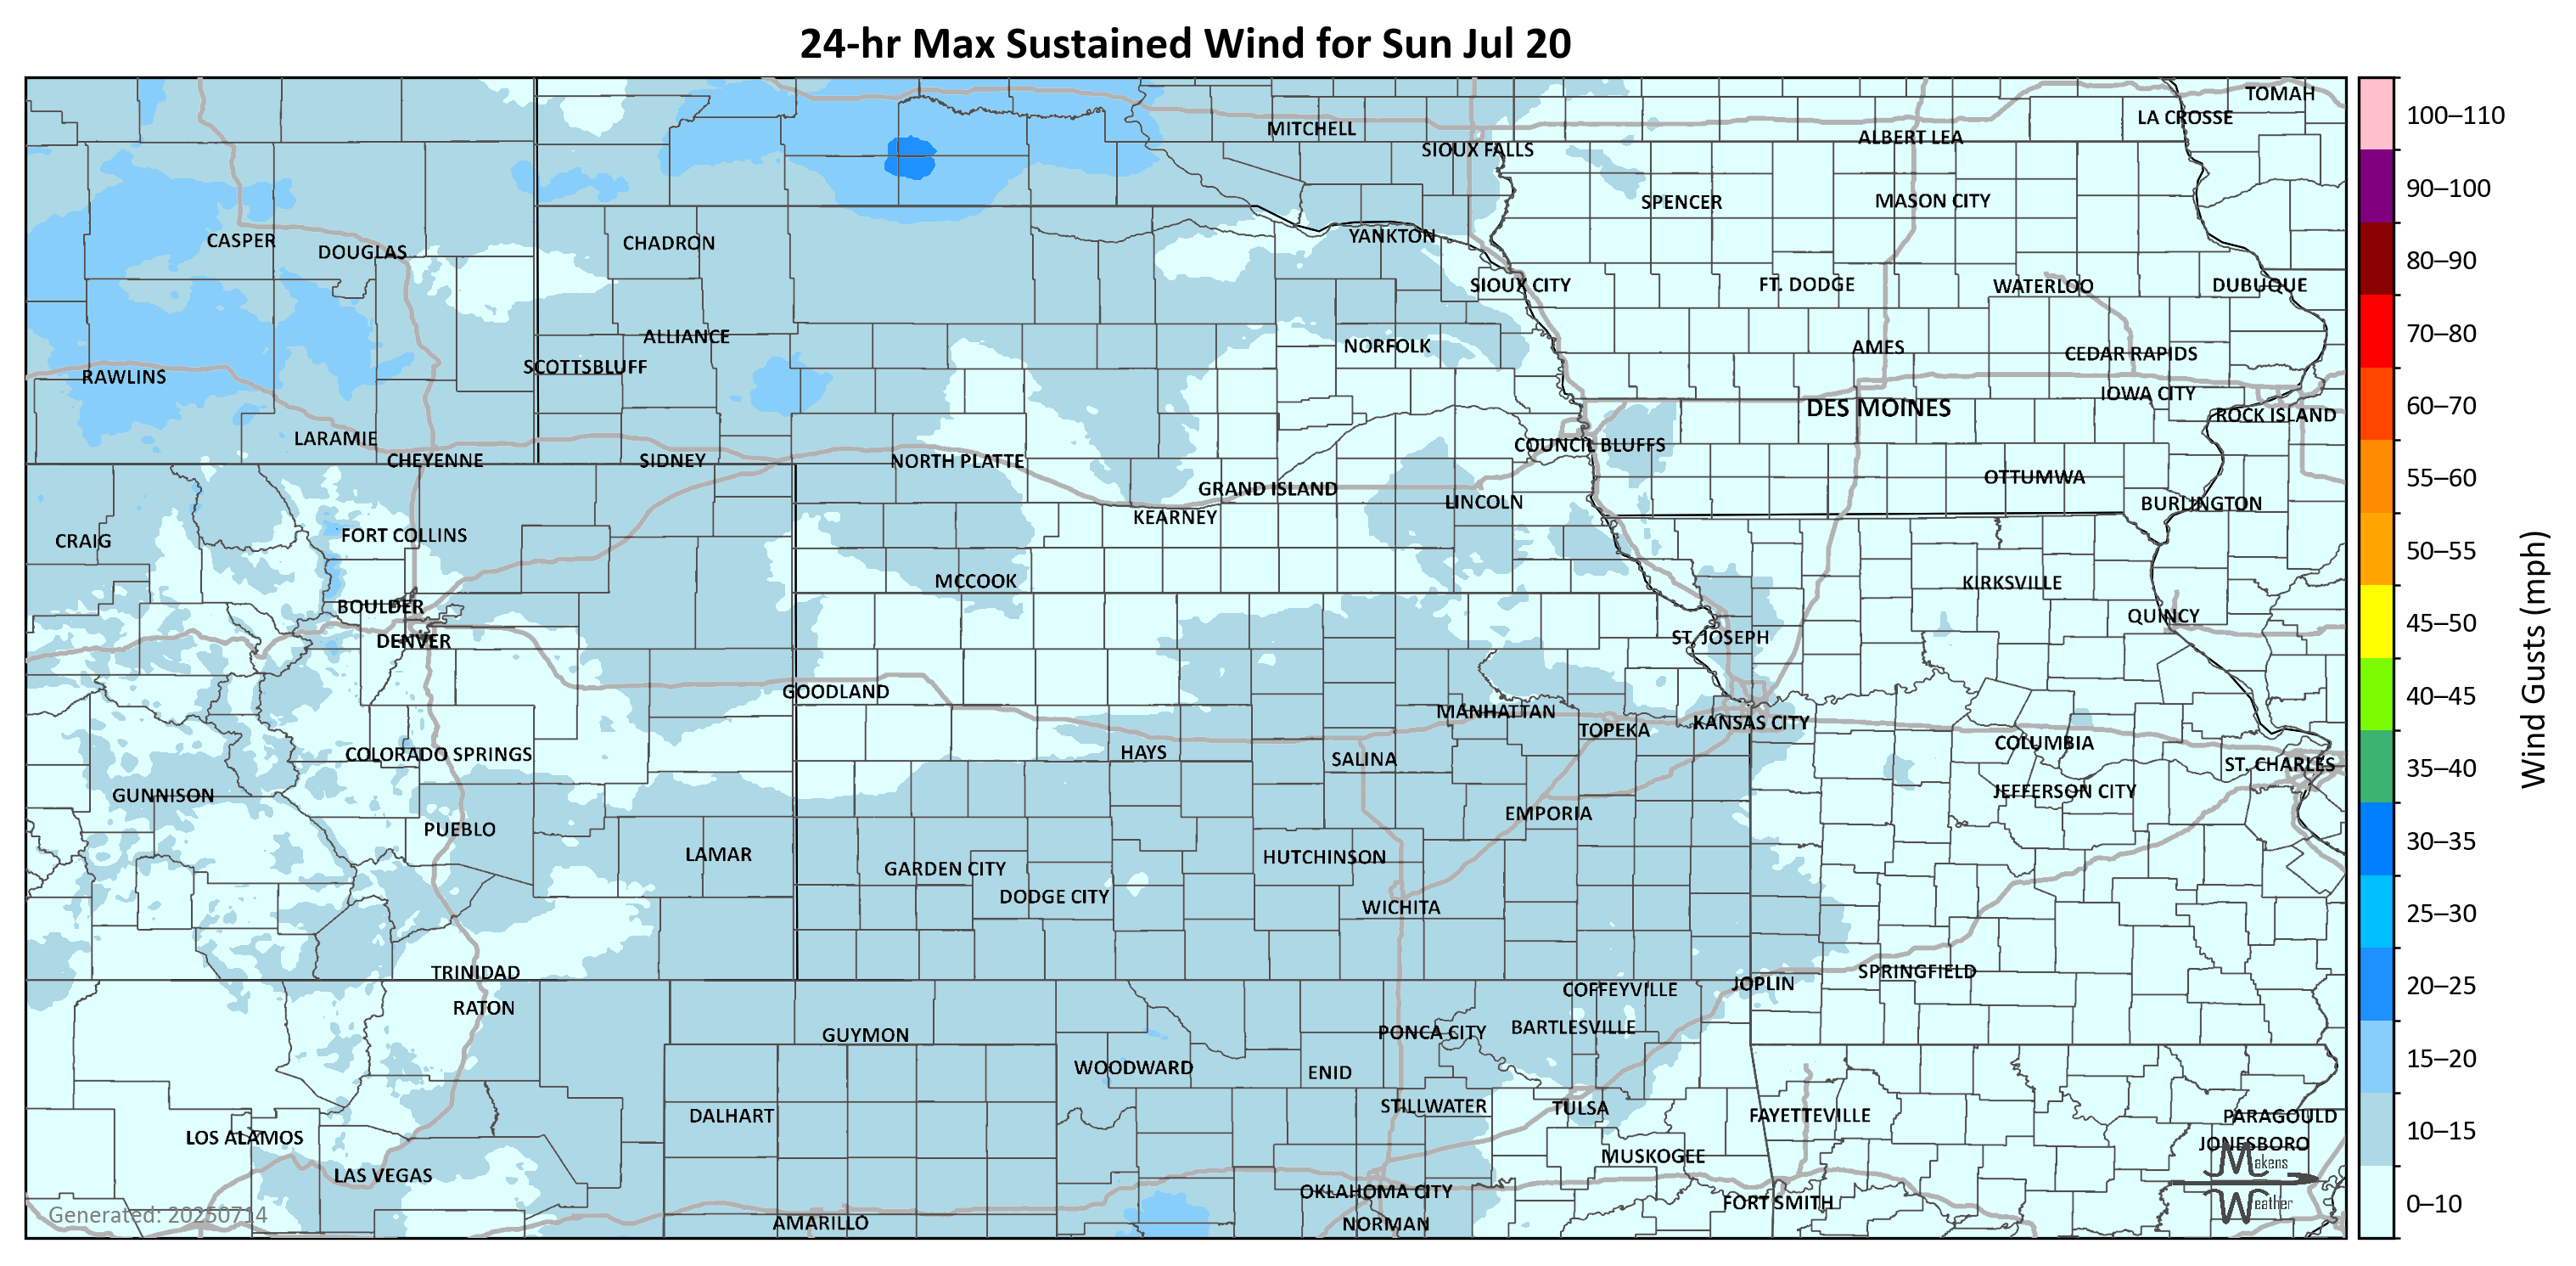 24-hr Max Sustained Wind for Sun Jul 20
TOMAH
LA CROSSE
MITCHELL
ALBERT LEA
SIOUX FALLS
SPENCER
MASON CITY
CASPER
DOUGLAS
CHADRON
YANKTON
SIOUX CITY
FT. DODGE
WATERLOO
DUBUQUE
ALLIANCE
NORFOLK
AMES
CEDAR RAPIDS
SCOTTSBLUFF
RAWLINS
IOWA CITY
DES MOINES
ROCK ISLAND
LARAMIE
COUNCIL BLUFFS
CHEYENNE
SIDNEY
NORTH PLATTE
OTTUMWA
GRAND ISLAND
LINCOLN
BURLINGTON
KEARNEY
CRAIG
FORT COLLINS
MCCOOK
KIRKSVILLE
BOULDER
QUINCY
DENVER
ST. JOSEPH
GOODLAND
MANHATTAN
TOPEKA
KANSAS CITY
COLUMBIA
COLORADO SPRINGS
HAYS
SALINA
ST. CHARLES
GUNNISON
JEFFERSON CITY
EMPORIA
PUEBLO
LAMAR
HUTCHINSON
GARDEN CITY
DODGE CITY
WICHITA
TRINIDAD
SPRINGFIELD
JOPLIN
COFFEYVILLE
RATON
GUYMON
PONCA CITY
BARTLESVILLE
WOODWARD
ENID
STILLWATER
TULSA
DALHART
FAYETTEVILLE
PARAGOULD
LOS ALAMOS
JONESBORO
MUSKOGEE
LAS VEGAS
OKLAHOMA CITY
FORT SMITH
AMARILLO
NORMAN
Generated: 20250714
Makens
Weather
100–110
90–100
80–90
70–80
60–70
55–60
50–55
45–50
40–45
35–40
30–35
25–30
20–25
15–20
10–15
0–10
Wind Gusts (mph)